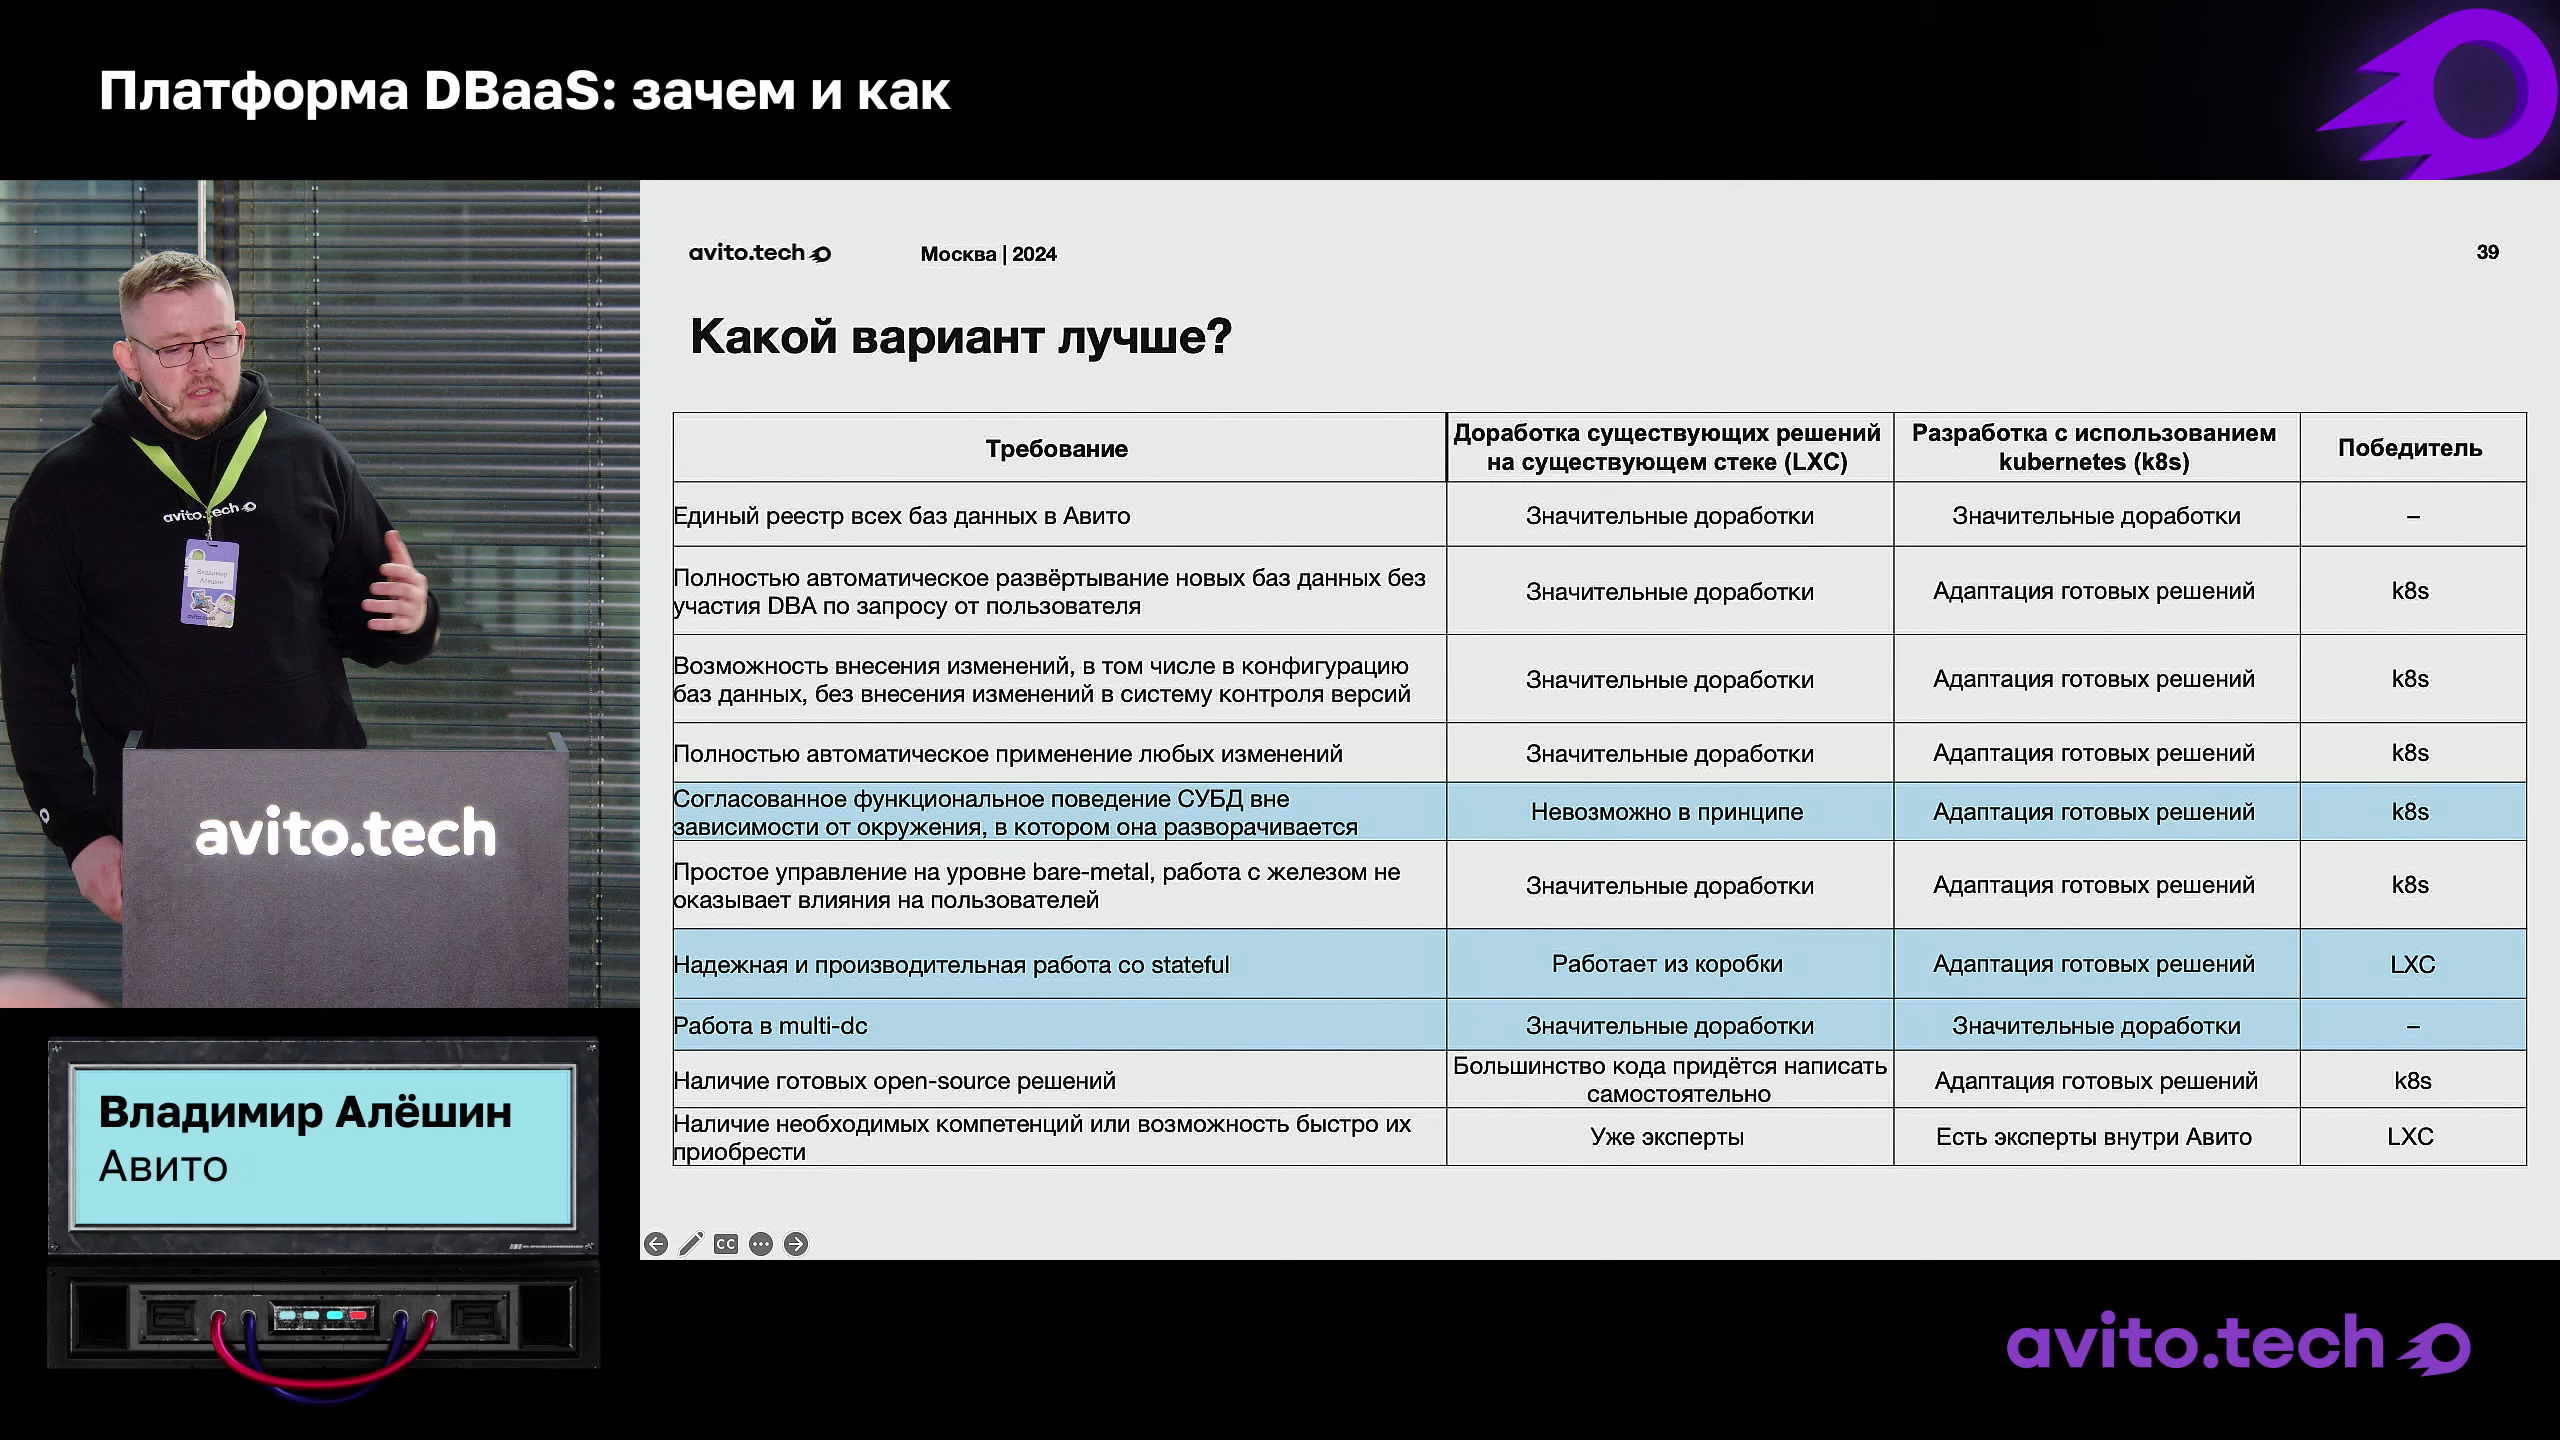 Платформа DBaaS: зачем и как
avito.tech
Москва | 2024
39
Какой вариант лучше?
Требование
Доработка существующих решений
на существующем стеке (LXC)
Разработка с использованием
kubernetes (k8s)
Победитель
Единый реестр всех баз данных в Авито
Значительные доработки
Значительные доработки
–
Полностью автоматическое развёртывание новых баз данных без
участия DBA по запросу от пользователя
Значительные доработки
Адаптация готовых решений
k8s
Возможность внесения изменений, в том числе в конфигурацию
баз данных, без внесения изменений в систему контроля версий
Значительные доработки
Адаптация готовых решений
k8s
Полностью автоматическое применение любых изменений
Значительные доработки
Адаптация готовых решений
k8s
Согласованное функциональное поведение СУБД вне
зависимости от окружения, в котором она разворачивается
Невозможно в принципе
Адаптация готовых решений
k8s
Простое управление на уровне bare-metal, работа с железом не
оказывает влияния на пользователей
Значительные доработки
Адаптация готовых решений
k8s
Надежная и производительная работа со stateful
Работает из коробки
Адаптация готовых решений
LXC
Работа в multi-dc
Значительные доработки
Значительные доработки
–
Наличие готовых open-source решений
Большинство кода придётся написать
самостоятельно
Адаптация готовых решений
k8s
Наличие необходимых компетенций или возможность быстро их
приобрести
Уже эксперты
Есть эксперты внутри Авито
LXC
CC
avito.tech
Владимир
Алёшин
avito.tech
avito.tech
Владимир Алёшин
Авито
avito.tech